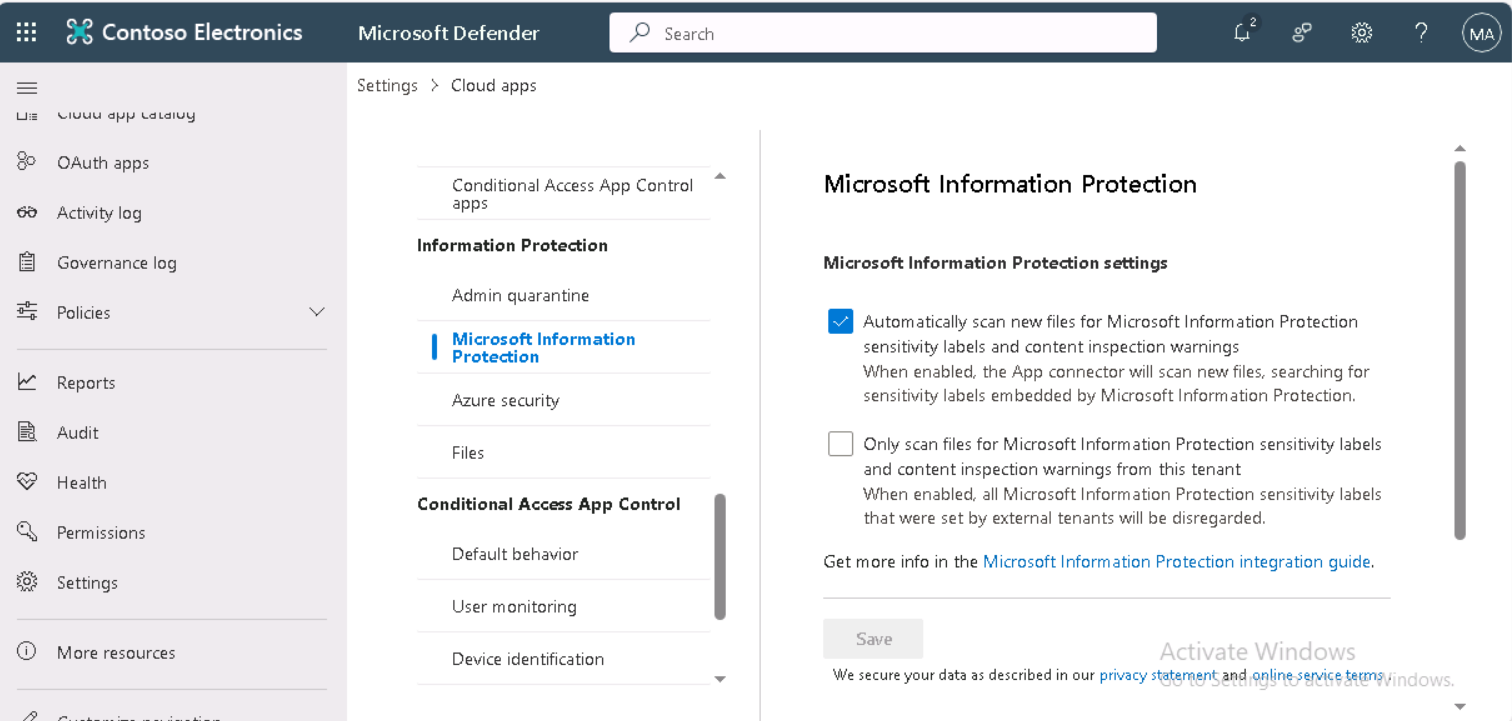 Contoso Electronics
Microsoft Defender
Search
2
?
MA
Settings > Cloud apps
Cloud app catalog
OAuth apps
Activity log
Governance log
Policies
Reports
Audit
Health
Permissions
Settings
More resources
Customize navigation
Conditional Access App Control
apps
Information Protection
Admin quarantine
Microsoft Information
Protection
Azure security
Files
Conditional Access App Control
Default behavior
User monitoring
Device identification
Microsoft Information Protection
Microsoft Information Protection settings
Automatically scan new files for Microsoft Information Protection
sensitivity labels and content inspection warnings
When enabled, the App connector will scan new files, searching for
sensitivity labels embedded by Microsoft Information Protection.
Only scan files for Microsoft Information Protection sensitivity labels
and content inspection warnings from this tenant
When enabled, all Microsoft Information Protection sensitivity labels
that were set by external tenants will be disregarded.
Get more info in the Microsoft Information Protection integration guide.
Save
We secure your data as described in our privacy statement and online service terms.
Activate Windows
Go to Settings to activate Windows.